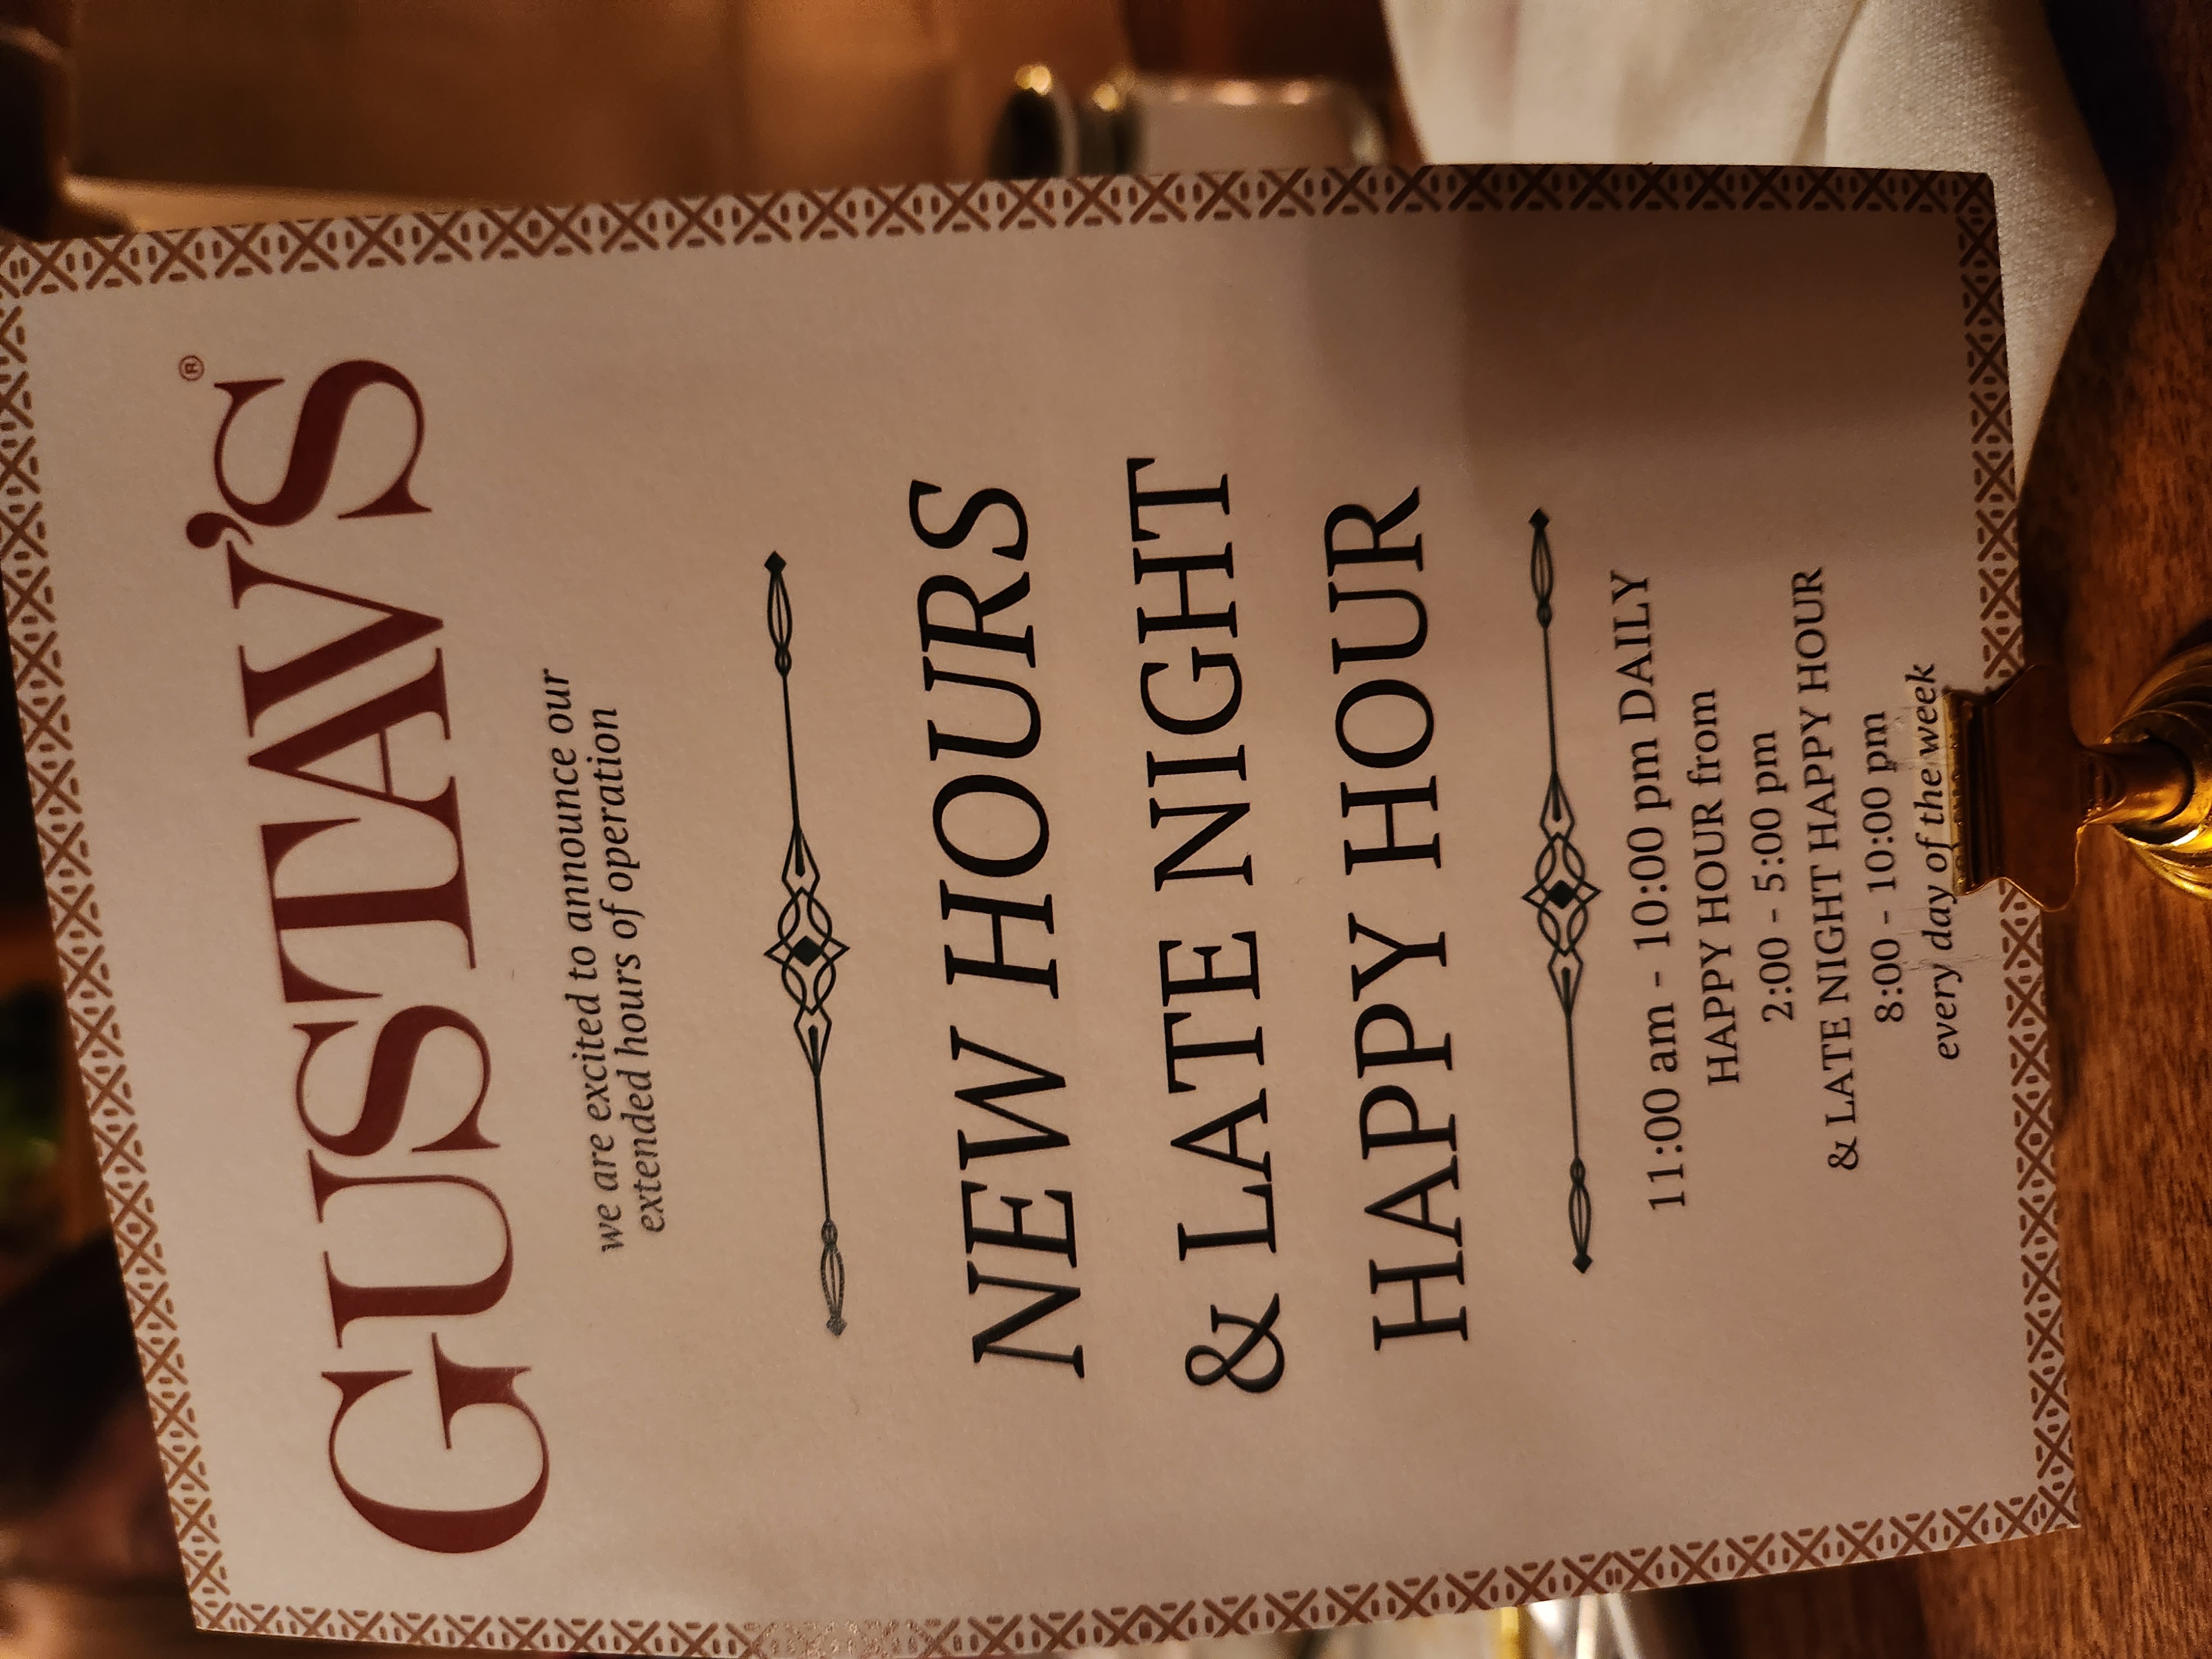 GUSTAV'S®
we are excited to announce our
extended hours of operation
NEW HOURS
& LATE NIGHT
HAPPY HOUR
11:00 am - 10:00 pm DAILY
HAPPY HOUR from
2:00 - 5:00 pm
& LATE NIGHT HAPPY HOUR
8:00 - 10:00 pm
every day of the week